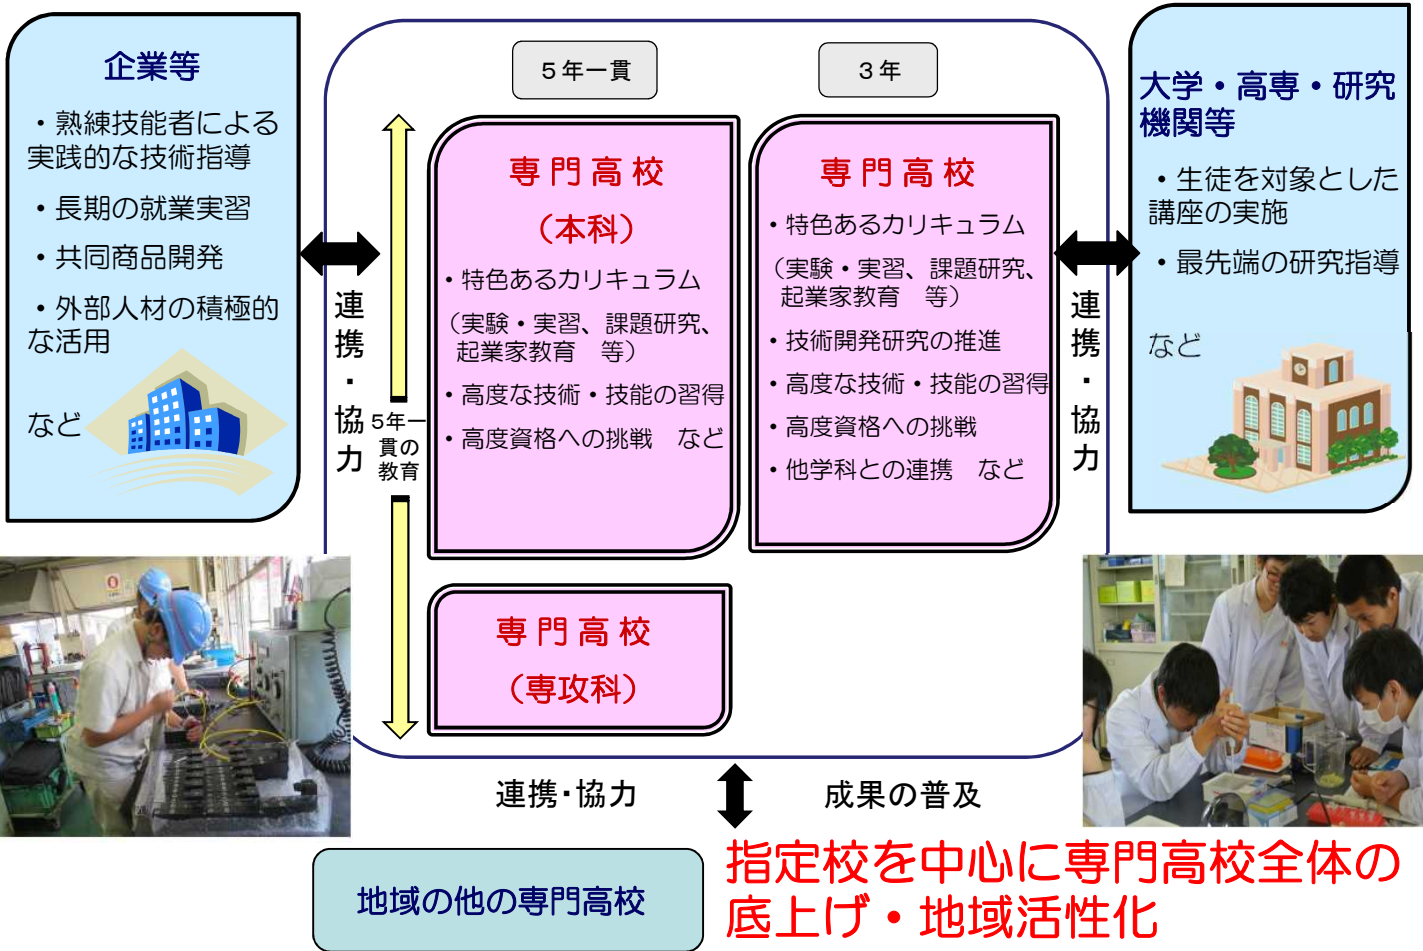 企業等
・熟練技能者による
実践的な技術指導
・長期の就業実習
・共同商品開発
・外部人材の積極的
な活用
など
連携・協力
5年一貫
3年
5年一
貫の
教育
専門高校
（本科）
・特色あるカリキュラム
（実験・実習、課題研究、
起業家教育　等）
・高度な技術・技能の習得
・高度資格への挑戦　など
専門高校
（専攻科）
専門高校
・特色あるカリキュラム
（実験・実習、課題研究、
起業家教育　等）
・技術開発研究の推進
・高度な技術・技能の習得
・高度資格への挑戦
・他学科との連携　など
連携・協力
大学・高専・研究
機関等
・生徒を対象とした
講座の実施
・最先端の研究指導
など
連携・協力
成果の普及
地域の他の専門高校
指定校を中心に専門高校全体の
底上げ・地域活性化